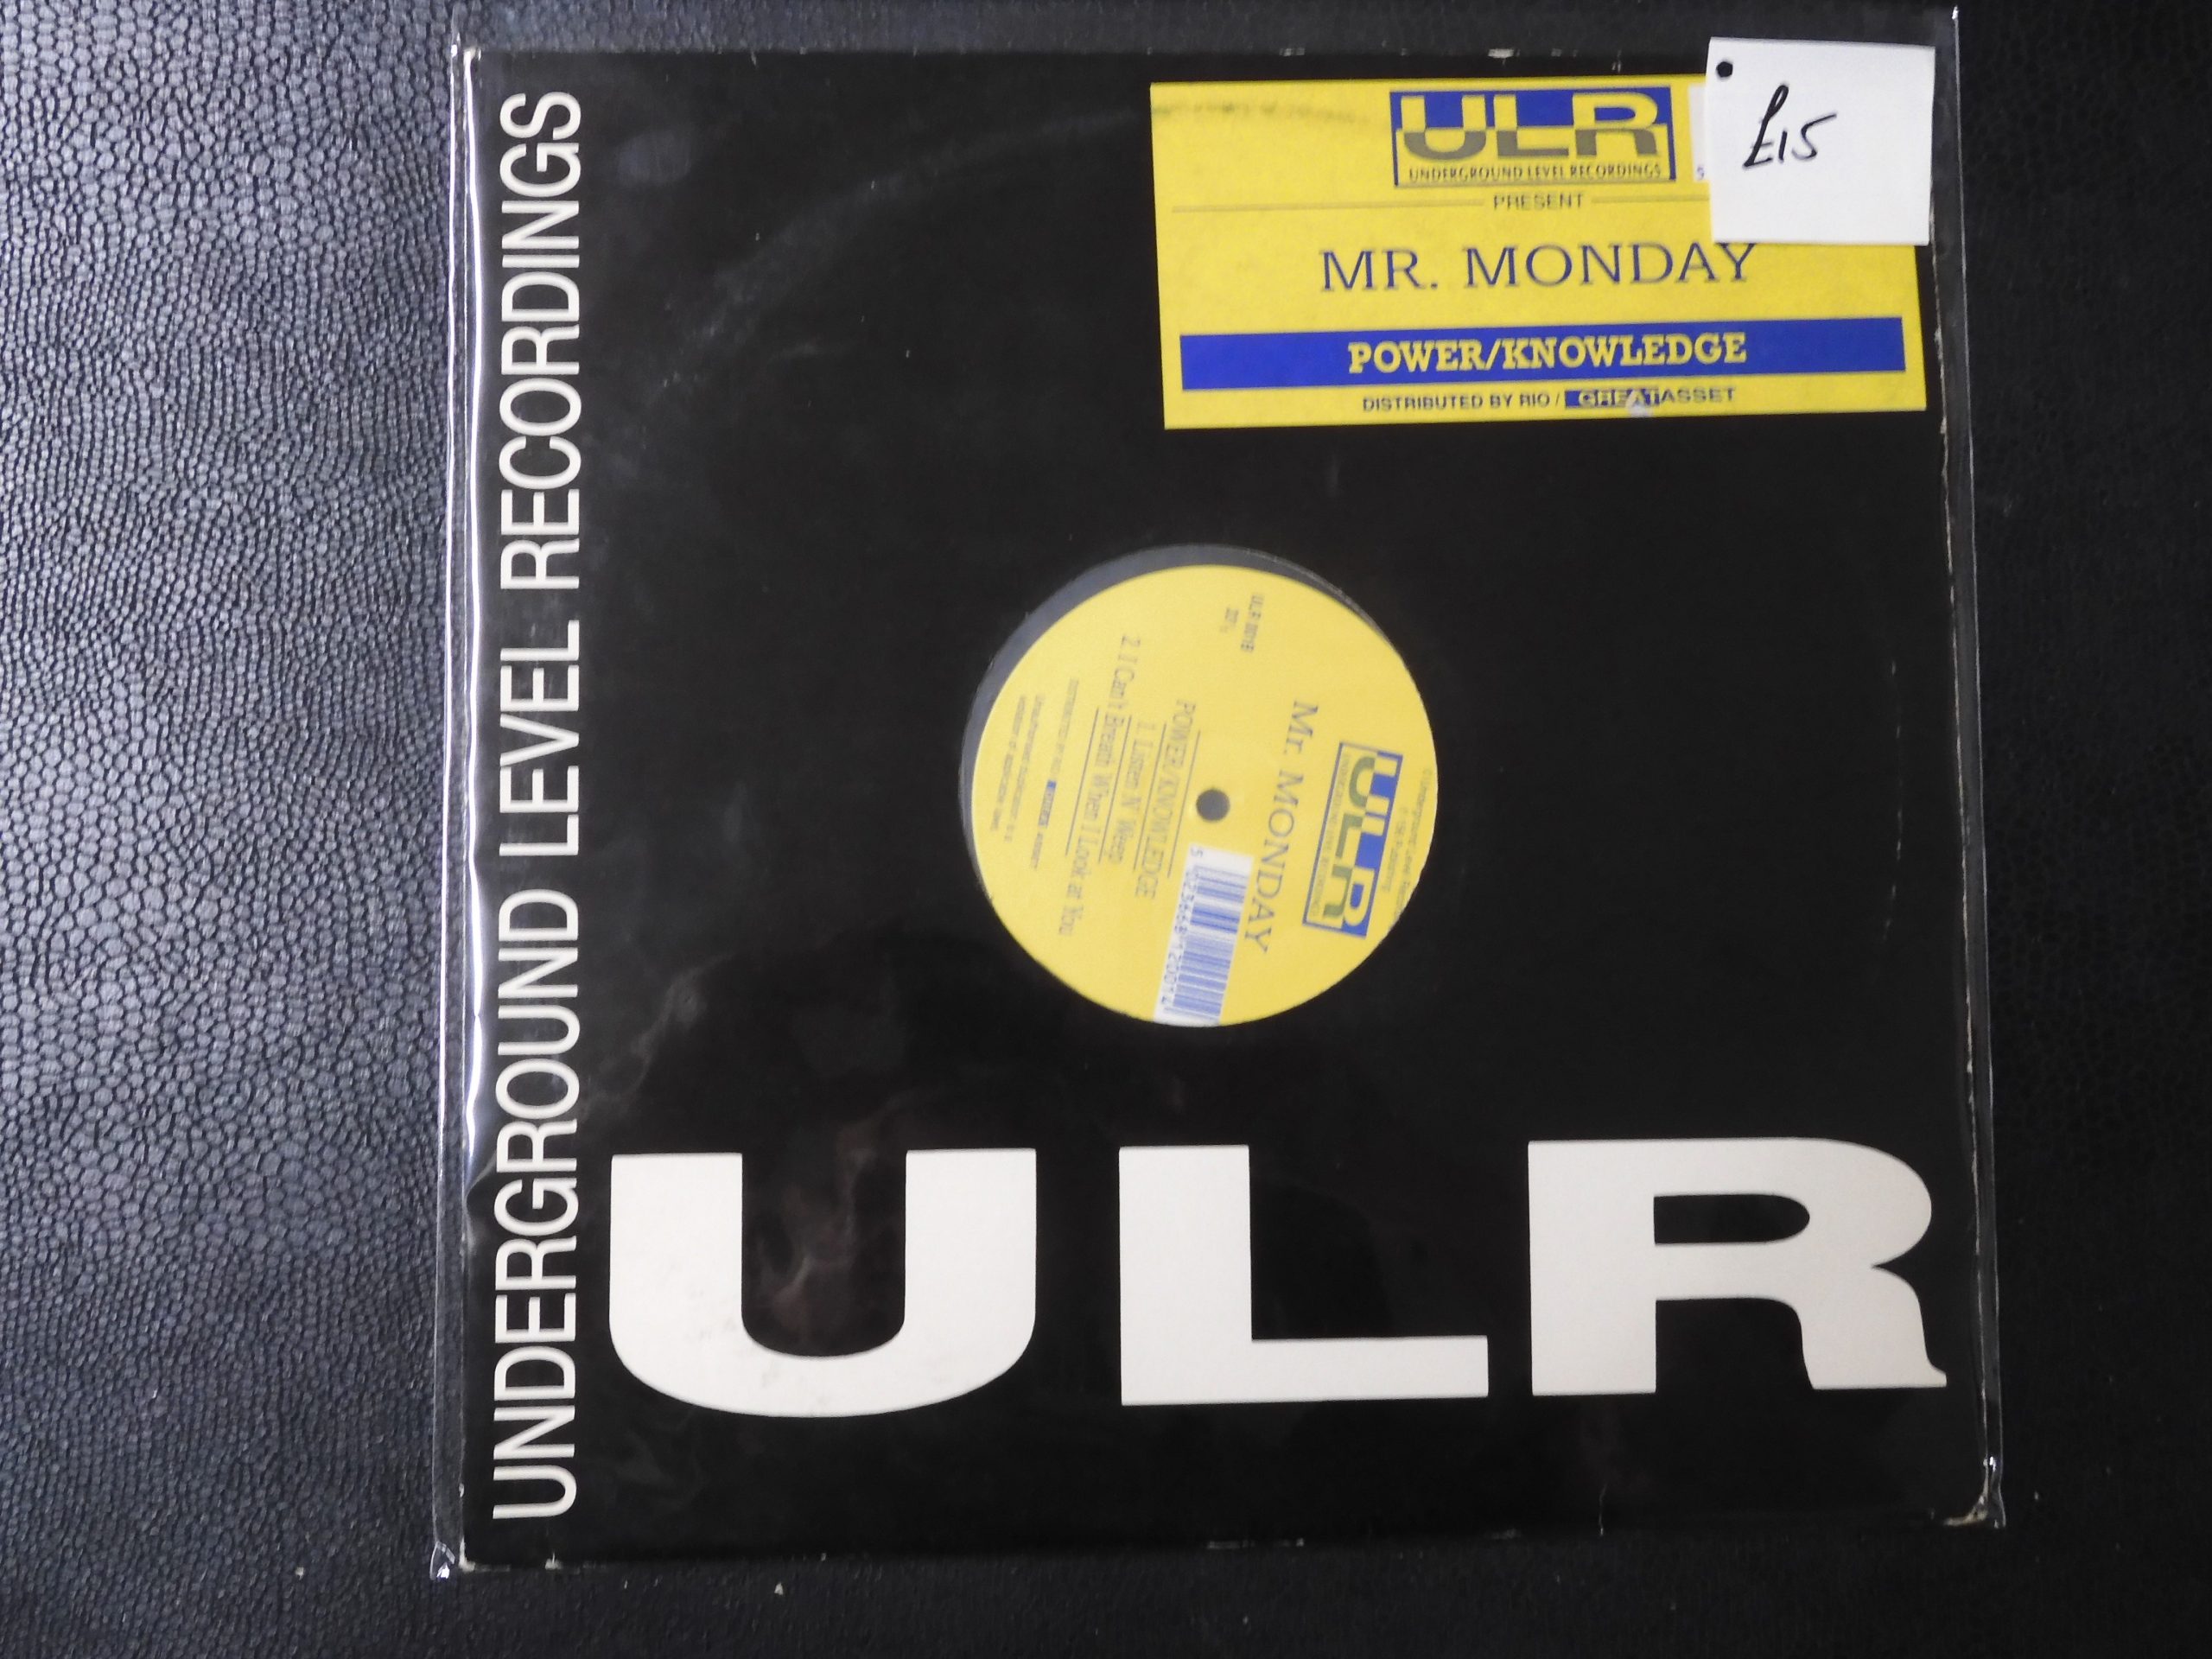 UNDERGROUND LEVEL RECORDINGS
ULR
UNDERGROUND LEVEL RECORDINGS
PRESENT
£15
MR. MONDAY
POWER/KNOWLEDGE
DISTRIBUTED BY RIO / GREAT ASSET
ULR
Mr. MONDAY
POWER/KNOWLEDGE
1. Listen N' Weep
2. I Can't Breath When I Look at You
ULR